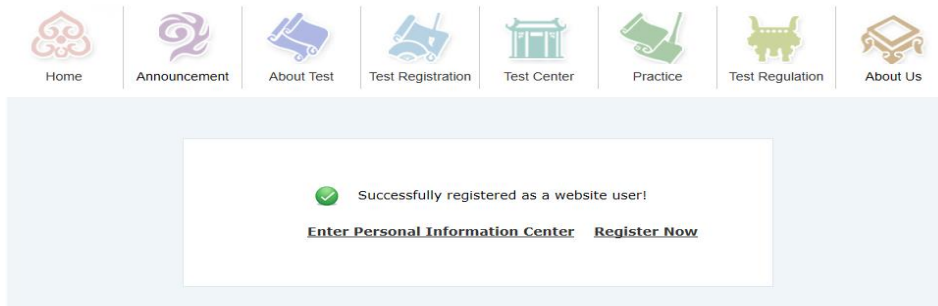 Home Announcement About Test Test Registration Test Center Practice Test Regulation About Us
Successfully registered as a website user!
Enter Personal Information Center Register Now